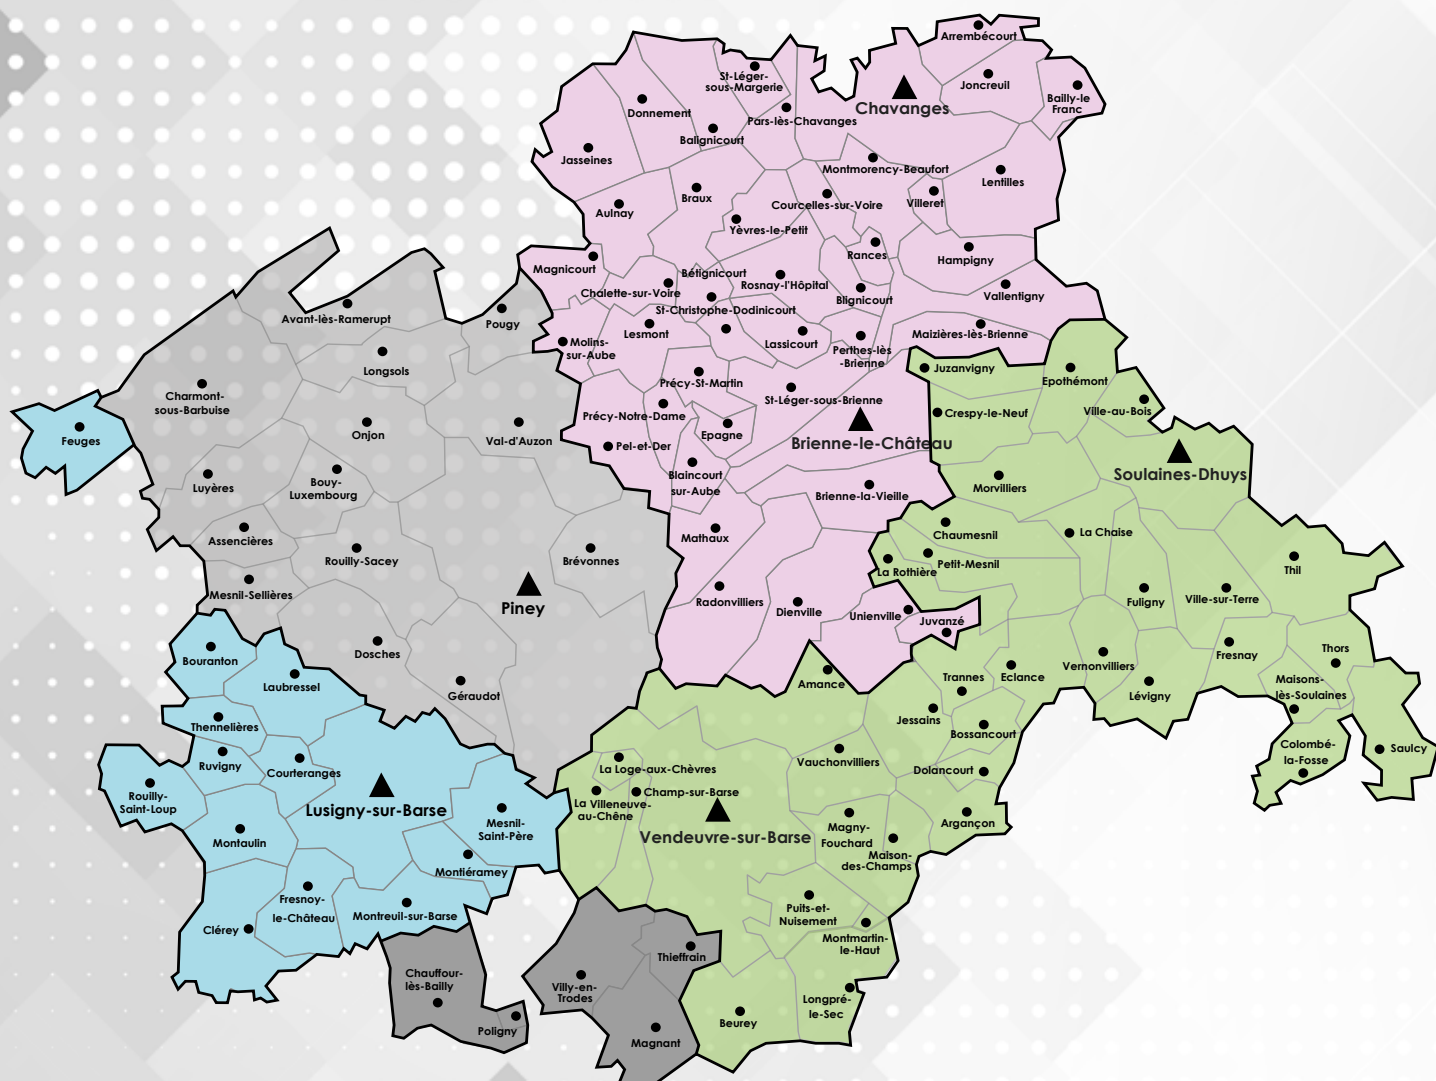 Arrembécourt
St-Léger-
sous-Margerie
Joncreuil
Chavanges
Bailly-le
Franc
Donnement
Pars-lès-Chavanges
Balignicourt
Jasseines
Montmorency-Beaufort
Lentilles
Braux
Courcelles-sur-Voire
Villeret
Aulnay
Yèvres-le-Petit
Rances
Hampigny
Magnicourt
Bétignicourt
Rosnay-l'Hôpital
Chalette-sur-Voire
Blignicourt
Vallentigny
St-Christophe-Dodinicourt
Avant-lès-Ramerupt
Pougy
Lesmont
Lassicourt
Maizières-lès-Brienne
Molins-
sur-Aube
Perthes-lès
-Brienne
Longsols
Juzanvigny
Epothémont
Précy-St-Martin
Charmont-
sous-Barbuise
St-Léger-sous-Brienne
Précy-Notre-Dame
Crespy-le-Neuf
Ville-au-Bois
Feuges
Onjon
Val-d'Auzon
Epagne
Brienne-le-Château
Pel-et-Der
Soulaines-Dhuys
Blaincourt
sur-Aube
Luyères
Bouy-
Luxembourg
Brienne-la-Vieille
Morvilliers
Assencières
Mathaux
Chaumesnil
La Chaise
Rouilly-Sacey
Brévonnes
Petit-Mesnil
La Rothière
Thil
Mesnil-Sellières
Piney
Radonvilliers
Dienville
Unienville
Juvanzé
Fuligny
Ville-sur-Terre
Dosches
Fresnay
Thors
Bouranton
Vernonvilliers
Laubressel
Géraudot
Amance
Trannes
Eclance
Lévigny
Maisons-
lès-Soulaines
Thennelières
Jessains
Bossancourt
Colombé-
la-Fosse
Saulcy
Ruvigny
Courteranges
La Loge-aux-Chèvres
Vauchonvilliers
Dolancourt
Rouilly-
Saint-Loup
Lusigny-sur-Barse
Champ-sur-Barse
La Villeneuve-
au-Chêne
Mesnil-
Saint-Père
Vendeuvre-sur-Barse
Magny-
Fouchard
Argançon
Montaulin
Maison-
des-Champs
Montiéramey
Fresnoy-
le-Château
Montreuil-sur-Barse
Puits-et-
Nuisement
Clérey
Montmartin-
le-Haut
Thieffrain
Chauffour-
lès-Bailly
Villy-en-
Trodes
Longpré-
le-Sec
Poligny
Beurey
Magnant